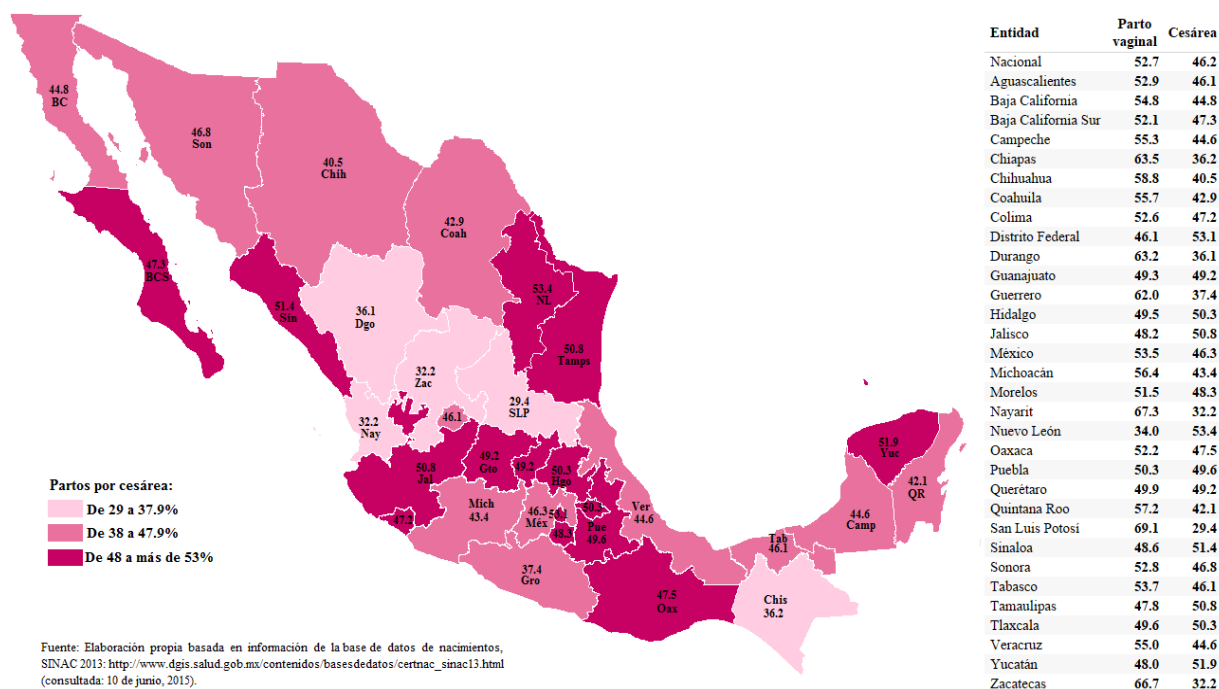 44.8
BC
46.8
Son
40.5
Chih
42.9
Coah
47.3
BCS
51.4
Sin
36.1
Dgo
53.4
NL
50.8
Tamps
32.2
Zac
29.4
SLP
32.2
Nay
46.1
50.8
Jal
49.2
Gto
49.2
50.3
Hgo
47.2
Mich
43.4
46.3
Méx
53.1
48.3
50.3
Pue
49.6
Ver
44.6
37.4
Gro
47.5
Oax
Tab
46.1
Chis
36.2
44.6
Camp
51.9
Yuc
42.1
QR
Partos por cesárea:
De 29 a 37.9%
De 38 a 47.9%
De 48 a más de 53%
Fuente: Elaboración propia basada en información de la base de datos de nacimientos,
SINAC 2013: http://www.dgis.salud.gob.mx/contenidos/basesdedatos/certnac_sinac13.html
(consultada: 10 de junio, 2015).
Entidad Parto vaginal Cesárea
Nacional 52.7 46.2
Aguascalientes 52.9 46.1
Baja California 54.8 44.8
Baja California Sur 52.1 47.3
Campeche 55.3 44.6
Chiapas 63.5 36.2
Chihuahua 58.8 40.5
Coahuila 55.7 42.9
Colima 52.6 47.2
Distrito Federal 46.1 53.1
Durango 63.2 36.1
Guanajuato 49.3 49.2
Guerrero 62.0 37.4
Hidalgo 49.5 50.3
Jalisco 48.2 50.8
México 53.5 46.3
Michoacán 56.4 43.4
Morelos 51.5 48.3
Nayarit 67.3 32.2
Nuevo León 34.0 53.4
Oaxaca 52.2 47.5
Puebla 50.3 49.6
Querétaro 49.9 49.2
Quintana Roo 57.2 42.1
San Luis Potosí 69.1 29.4
Sinaloa 48.6 51.4
Sonora 52.8 46.8
Tabasco 53.7 46.1
Tamaulipas 47.8 50.8
Tlaxcala 49.6 50.3
Veracruz 55.0 44.6
Yucatán 48.0 51.9
Zacatecas 66.7 32.2